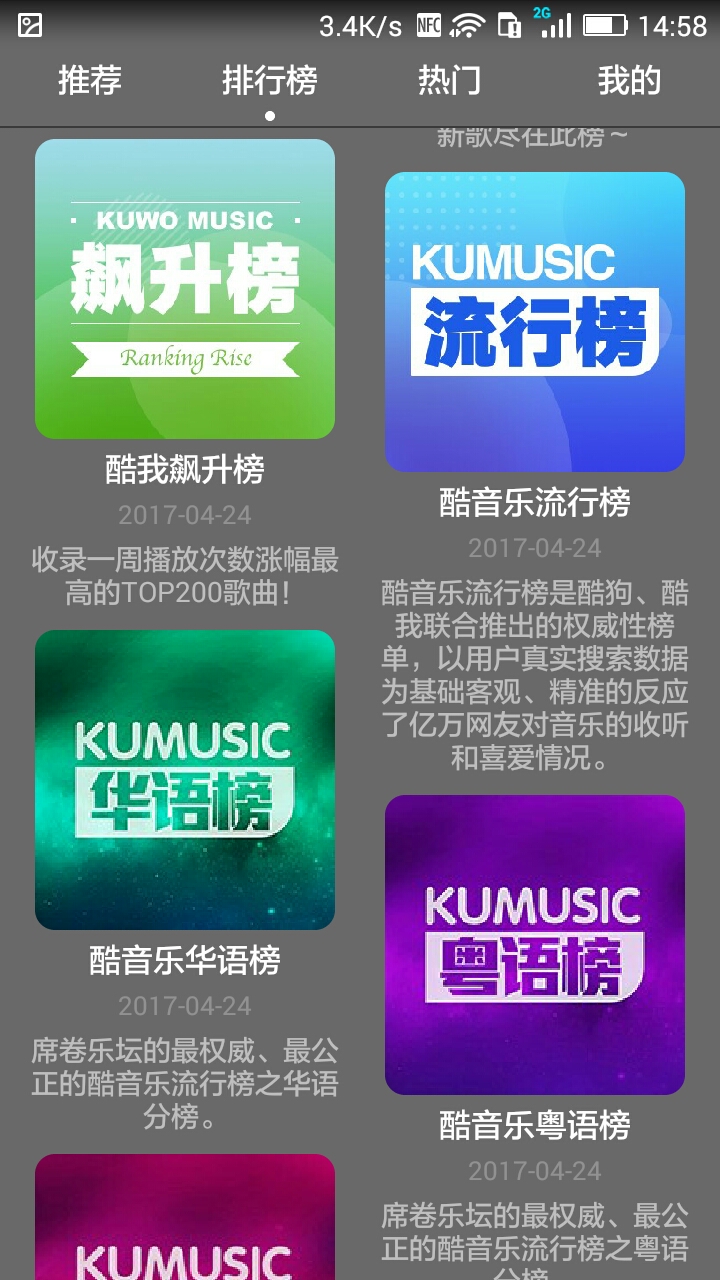 3.4K/s NFC 2G 14:58
推荐 排行榜 热门 我的
KUWO MUSIC
飙升榜
Ranking Rise
酷我飙升榜
2017-04-24
收录一周播放次数涨幅最
高的TOP200歌曲！
KUMUSIC
华语榜
酷音乐华语榜
2017-04-24
席卷乐坛的最权威、最公
正的酷音乐流行榜之华语
分榜。
KUMUSIC
新歌尽在此榜~
KUMUSIC
流行榜
酷音乐流行榜
2017-04-24
酷音乐流行榜是酷狗、酷
我联合推出的权威性榜
单，以用户真实搜索数据
为基础客观、精准的反应
了亿万网友对音乐的收听
和喜爱情况。
KUMUSIC
粤语榜
酷音乐粤语榜
2017-04-24
席卷乐坛的最权威、最公
正的酷音乐流行榜之粤语
分榜